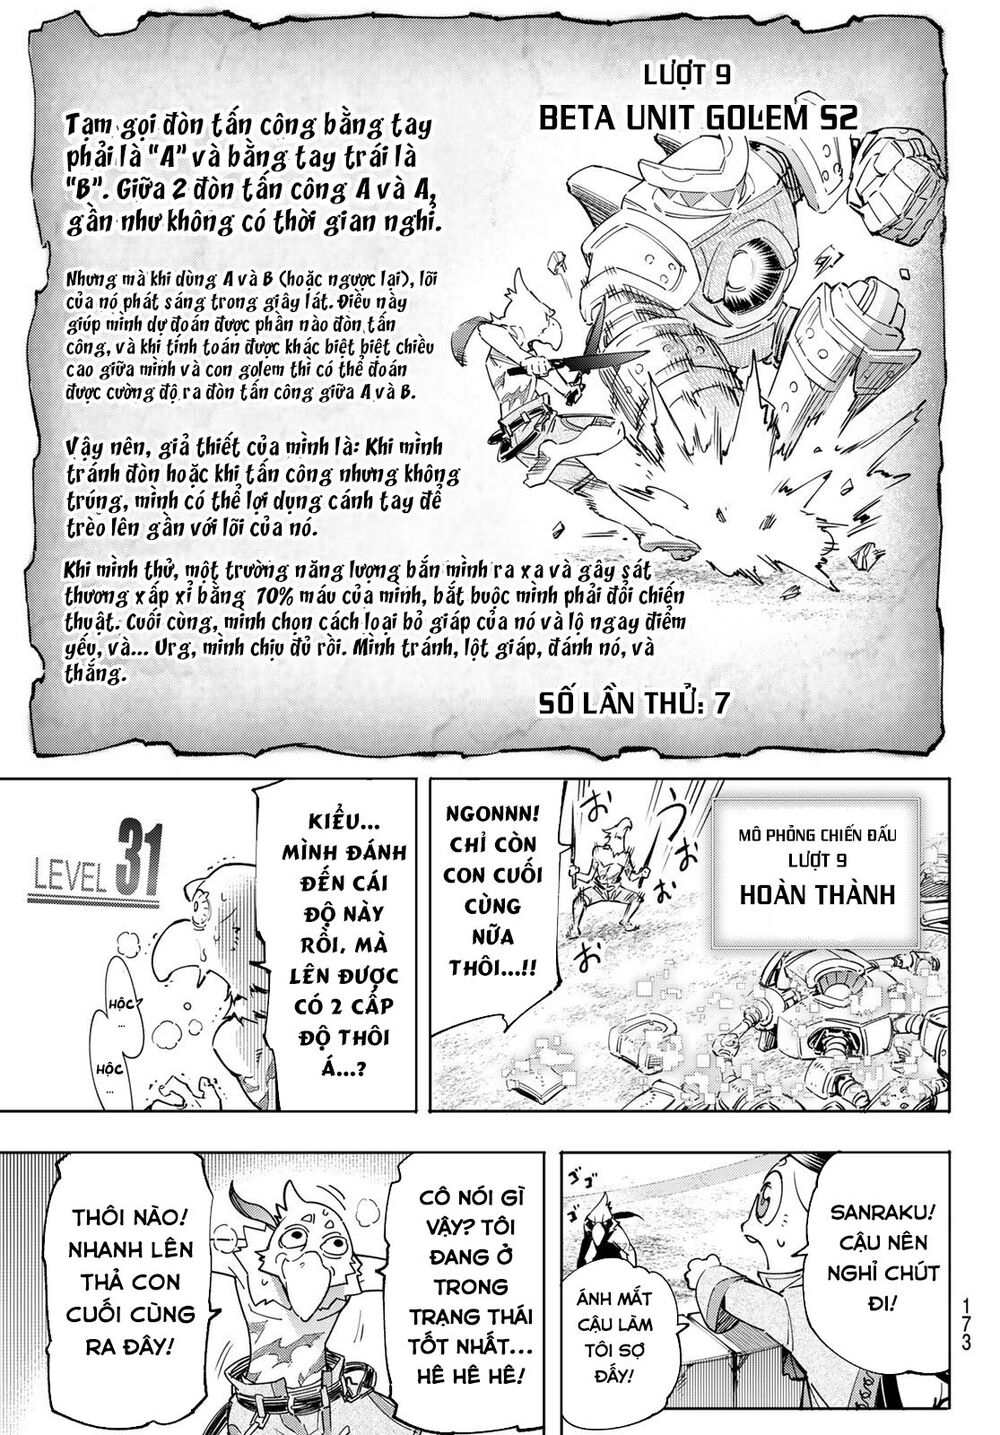 LƯỢT 9
BETA UNIT GOLEM S2
Tạm gọi đòn tấn công bằng tay
phải là "A" và bằng tay trái là
"B". Giữa 2 đòn tấn công A và A,
gần như không có thời gian nghỉ.
Nhưng mà khi dùng A và B (hoặc ngược lại), lõi
của nó phát sáng trong giây lát. Điều này
giúp mình dự đoán được phần nào đòn tấn
công, và khi tính toán được khác biệt biệt chiều
cao giữa mình và con golem thì có thể đoán
được cường độ ra đòn tấn công giữa A và B.
Vậy nên, giả thiết của mình là: Khi mình
tránh đòn hoặc khi tấn công nhưng không
trúng, mình có thể lợi dụng cánh tay để
trèo lên gần với lõi của nó.
Khi mình thử, một trường năng lượng bắn mình ra xa và gây sát
thương xấp xỉ bằng 70% máu của mình, bắt buộc mình phải đổi chiến
thuật. Cuối cùng, mình chọn cách loại bỏ giáp của nó và lộ ngay điểm
yếu, và... Urg, mình chịu đủ rồi. Mình tránh, lột giáp, đánh nó, và
thắng.
SỐ LẦN THỬ: 7
MÔ PHỎNG CHIẾN ĐẤU
LƯỢT 9
HOÀN THÀNH
うおお
おお
NGONNN!
CHỈ CÒN
CON CUỐI
CÙNG
NỮA
THÔI...!!
KIỂU...
MÌNH ĐÁNH
ĐẾN CÁI
ĐỘ NÀY
RỒI, MÀ
LÊN ĐƯỢC
CÓ 2 CẤP
ĐỘ THÔI
Á...?
LEVEL 31
HỘC
...
HỘC
...
SANRAKU!
CẬU NÊN
NGHỈ CHÚT
ĐI!
ゴゴ
ゴゴ
ÁNH MẮT
CẬU LÀM
TÔI SỢ
ĐẤY!
CÔ NÓI GÌ
VẬY? TÔI
ĐANG Ở
TRONG
TRẠNG THÁI
TỐT NHẤT...
HÊ HÊ HÊ!
THÔI NÀO!
NHANH LÊN
THẢ CON
CUỐI CÙNG
RA ĐÂY!
173